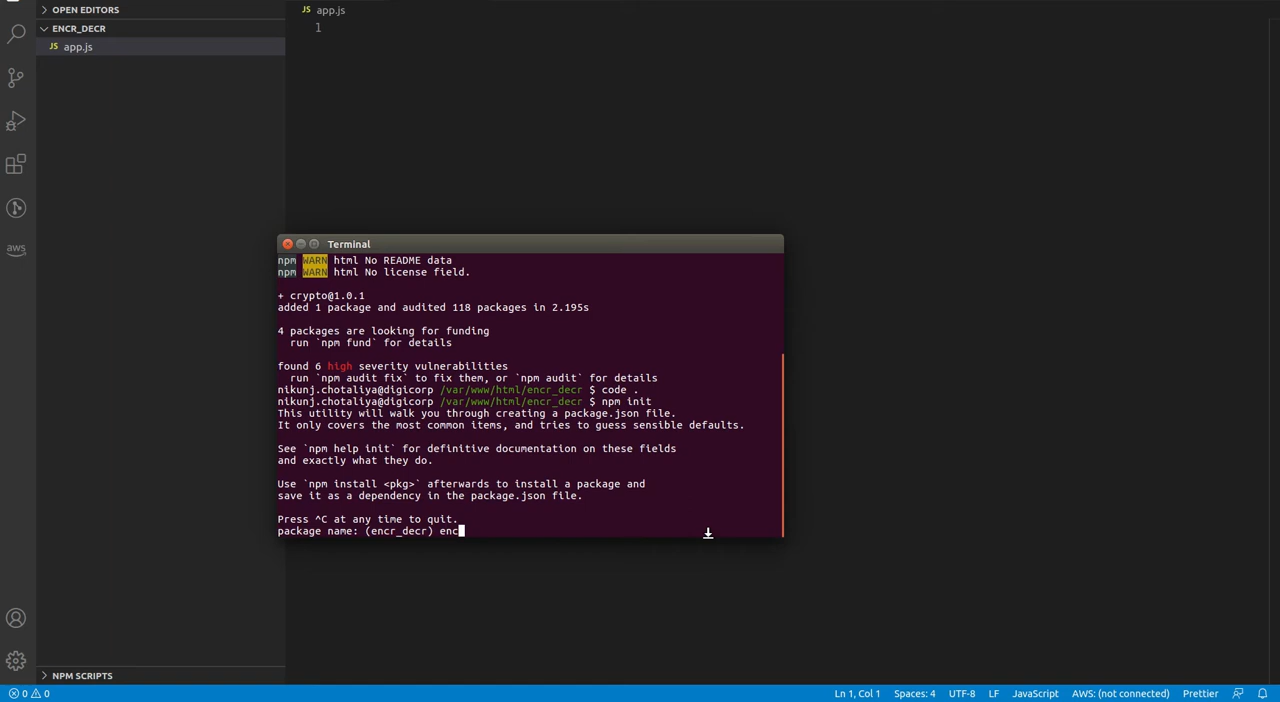 OPEN EDITORS
ENCR_DECR
JS app.js
JS app.js
1
aws
Terminal
npm WARN html No README data
npm WARN html No license field.
+ crypto@1.0.1
added 1 package and audited 118 packages in 2.195s
4 packages are looking for funding
run `npm fund` for details
found 6 high severity vulnerabilities
run `npm audit fix` to fix them, or `npm audit` for details
nikunj.chotaliya@digicorp /var/www/html/encr_decr $ code .
nikunj.chotaliya@digicorp /var/www/html/encr_decr $ npm init
This utility will walk you through creating a package.json file.
It only covers the most common items, and tries to guess sensible defaults.
See `npm help init` for definitive documentation on these fields
and exactly what they do.
Use `npm install <pkg>` afterwards to install a package and
save it as a dependency in the package.json file.
Press ^C at any time to quit.
package name: (encr_decr) enc
NPM SCRIPTS
0 0
Ln 1, Col 1 Spaces: 4 UTF-8 LF JavaScript AWS: (not connected) Prettier